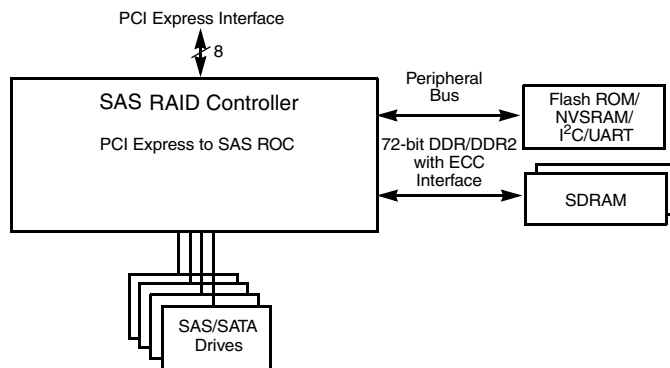 PCI Express Interface
8
SAS RAID Controller
PCI Express to SAS ROC
Peripheral
Bus
Flash ROM/
NVSRAM/
I²C/UART
72-bit DDR/DDR2
with ECC
Interface
SDRAM
SAS/SATA
Drives